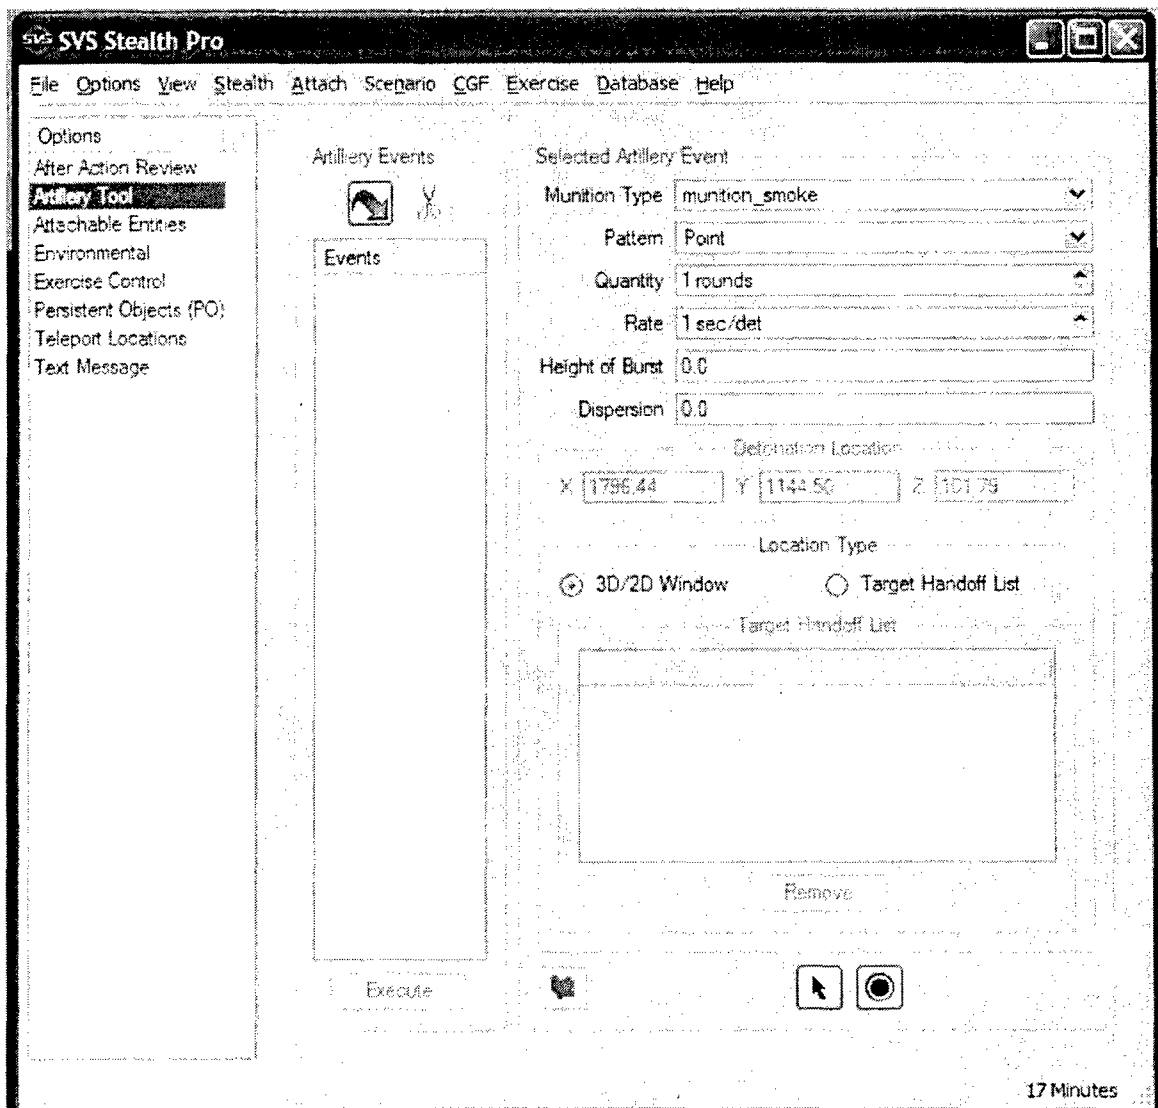 SVS SVS Stealth Pro
File Options View Stealth Attach Scenario CGF Exercise Database Help
Options
After Action Review
Artillery Tool
Attachable Entities
Environmental
Exercise Control
Persistent Objects (PO)
Teleport Locations
Text Message
Artillery Events
Events
Execute
Selected Artillery Event
Munition Type munition_smoke
Pattern Point
Quantity 1 rounds
Rate 1 sec/det
Height of Burst 0.0
Dispersion 0.0
Detonation Location
X 1796.44 Y 1144.50 Z 101.79
Location Type
3D/2D Window Target Handoff List
Target Handoff List
Remove
17 Minutes